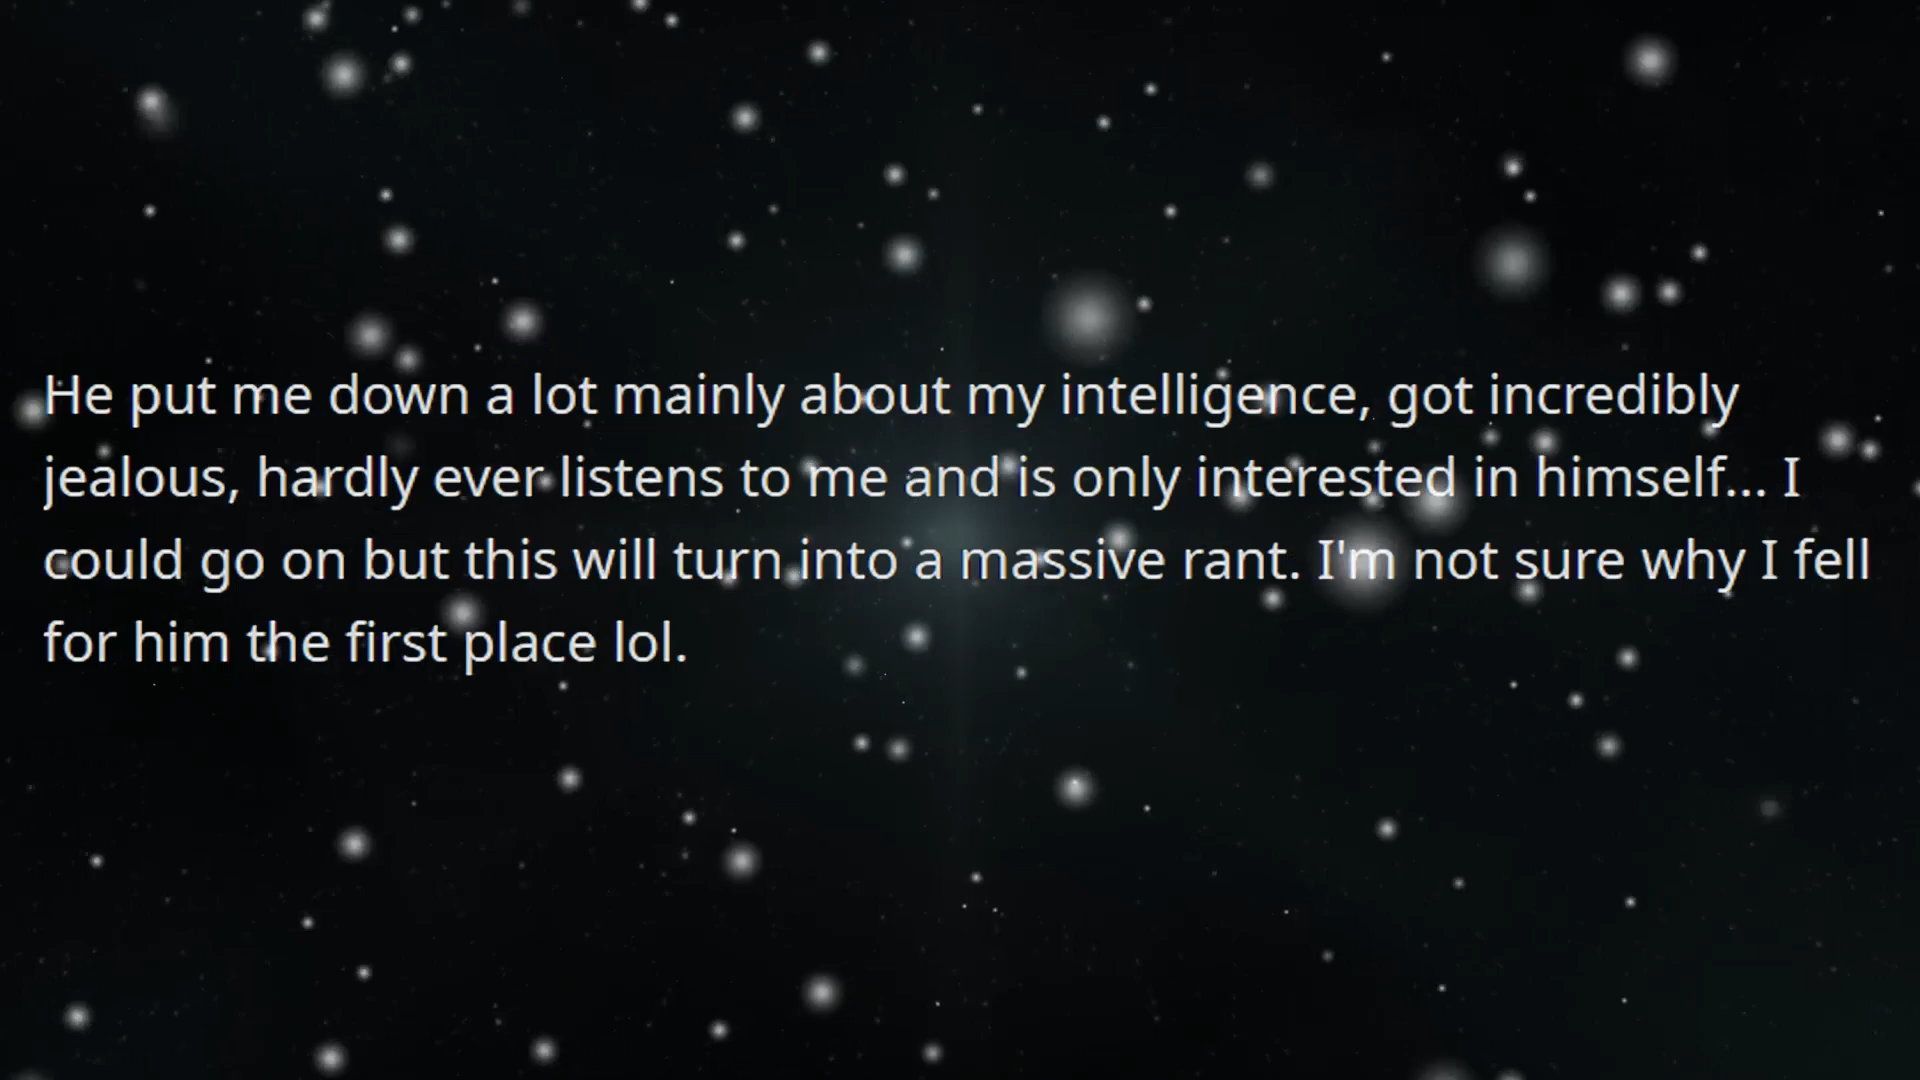 He put me down a lot mainly about my intelligence, got incredibly
jealous, hardly ever listens to me and is only interested in himself... I
could go on but this will turn into a massive rant. I'm not sure why I fell
for him the first place lol.